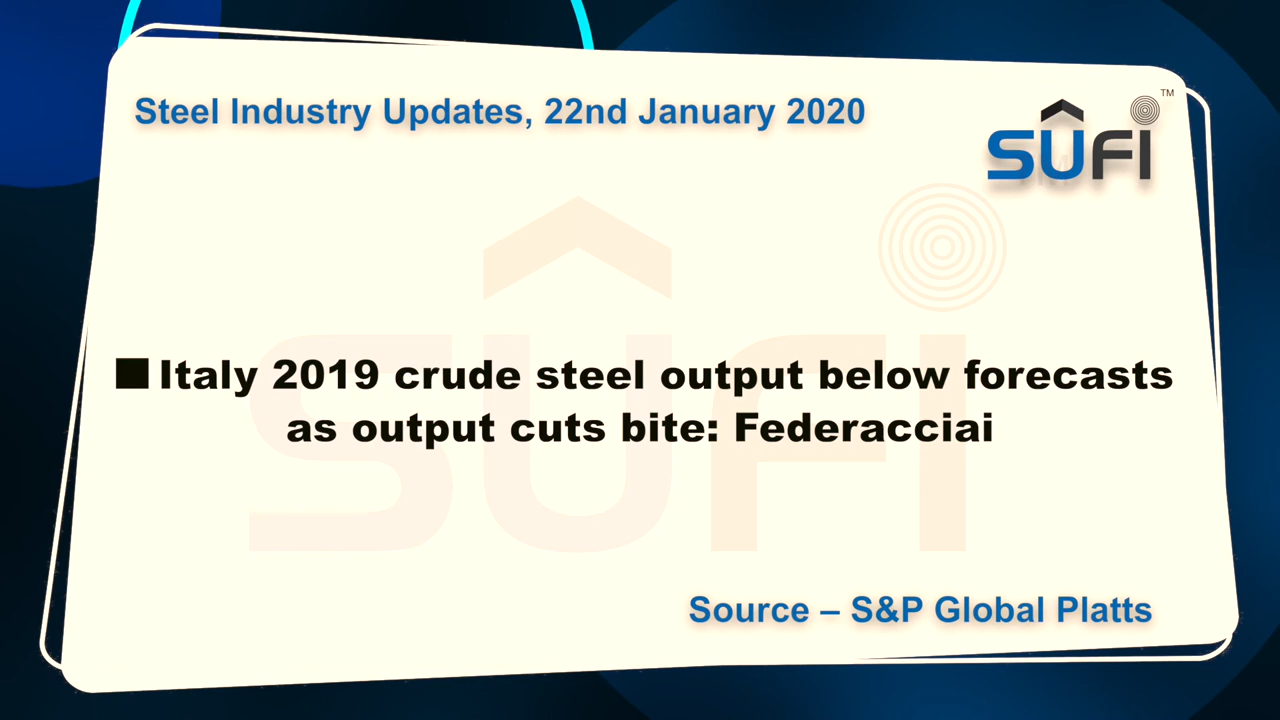 Steel Industry Updates, 22nd January 2020
TM
SUFI
■ Italy 2019 crude steel output below forecasts
as output cuts bite: Federacciai
Source – S&P Global Platts